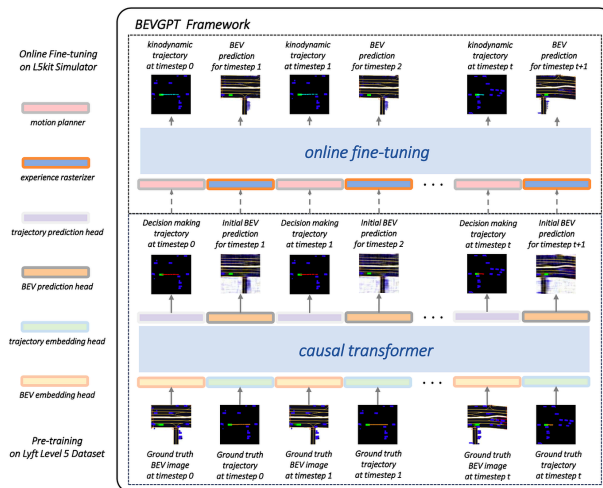 BEVGPT Framework
Online Fine-tuning
on L5kit Simulator
motion planner
experience rasterizer
trajectory prediction head
BEV prediction head
trajectory embedding head
BEV embedding head
Pre-training
on Lyft Level 5 Dataset
kinodynamic
trajectory
at timestep 0
BEV
prediction
for timestep 1
kinodynamic
trajectory
at timestep 1
BEV
prediction
for timestep 2
kinodynamic
trajectory
at timestep t
BEV
prediction
for timestep t+1
online fine-tuning
• • •
Decision making
trajectory
at timestep 0
Initial BEV
prediction
for timestep 1
Decision making
trajectory
at timestep 1
Initial BEV
prediction
for timestep 2
Decision making
trajectory
at timestep t
Initial BEV
prediction
for timestep t+1
• • •
causal transformer
• • •
Ground truth
BEV image
at timestep 0
Ground truth
trajectory
at timestep 0
Ground truth
BEV image
at timestep 1
Ground truth
trajectory
at timestep 1
Ground truth
BEV image
at timestep t
Ground truth
trajectory
at timestep t